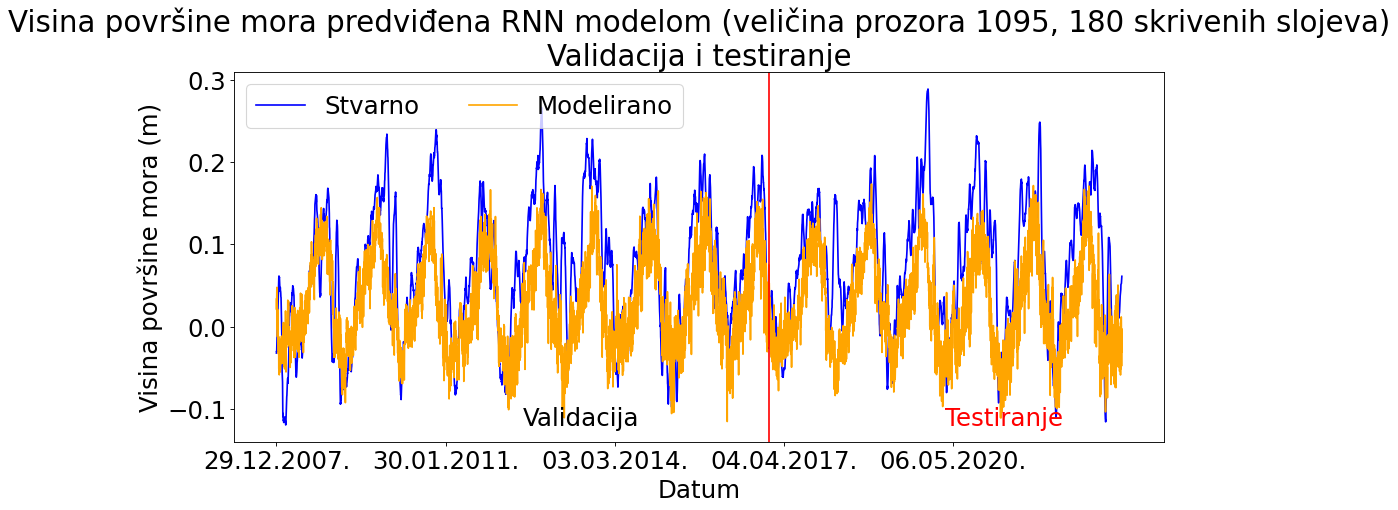 Visina površine mora predviđena RNN modelom (veličina prozora 1095, 180 skrivenih slojeva)
Validacija i testiranje
Stvarno
Modelirano
Visina površine mora (m)
0.3
0.2
0.1
0.0
−0.1
Validacija
Testiranje
29.12.2007.
30.01.2011.
03.03.2014.
04.04.2017.
06.05.2020.
Datum